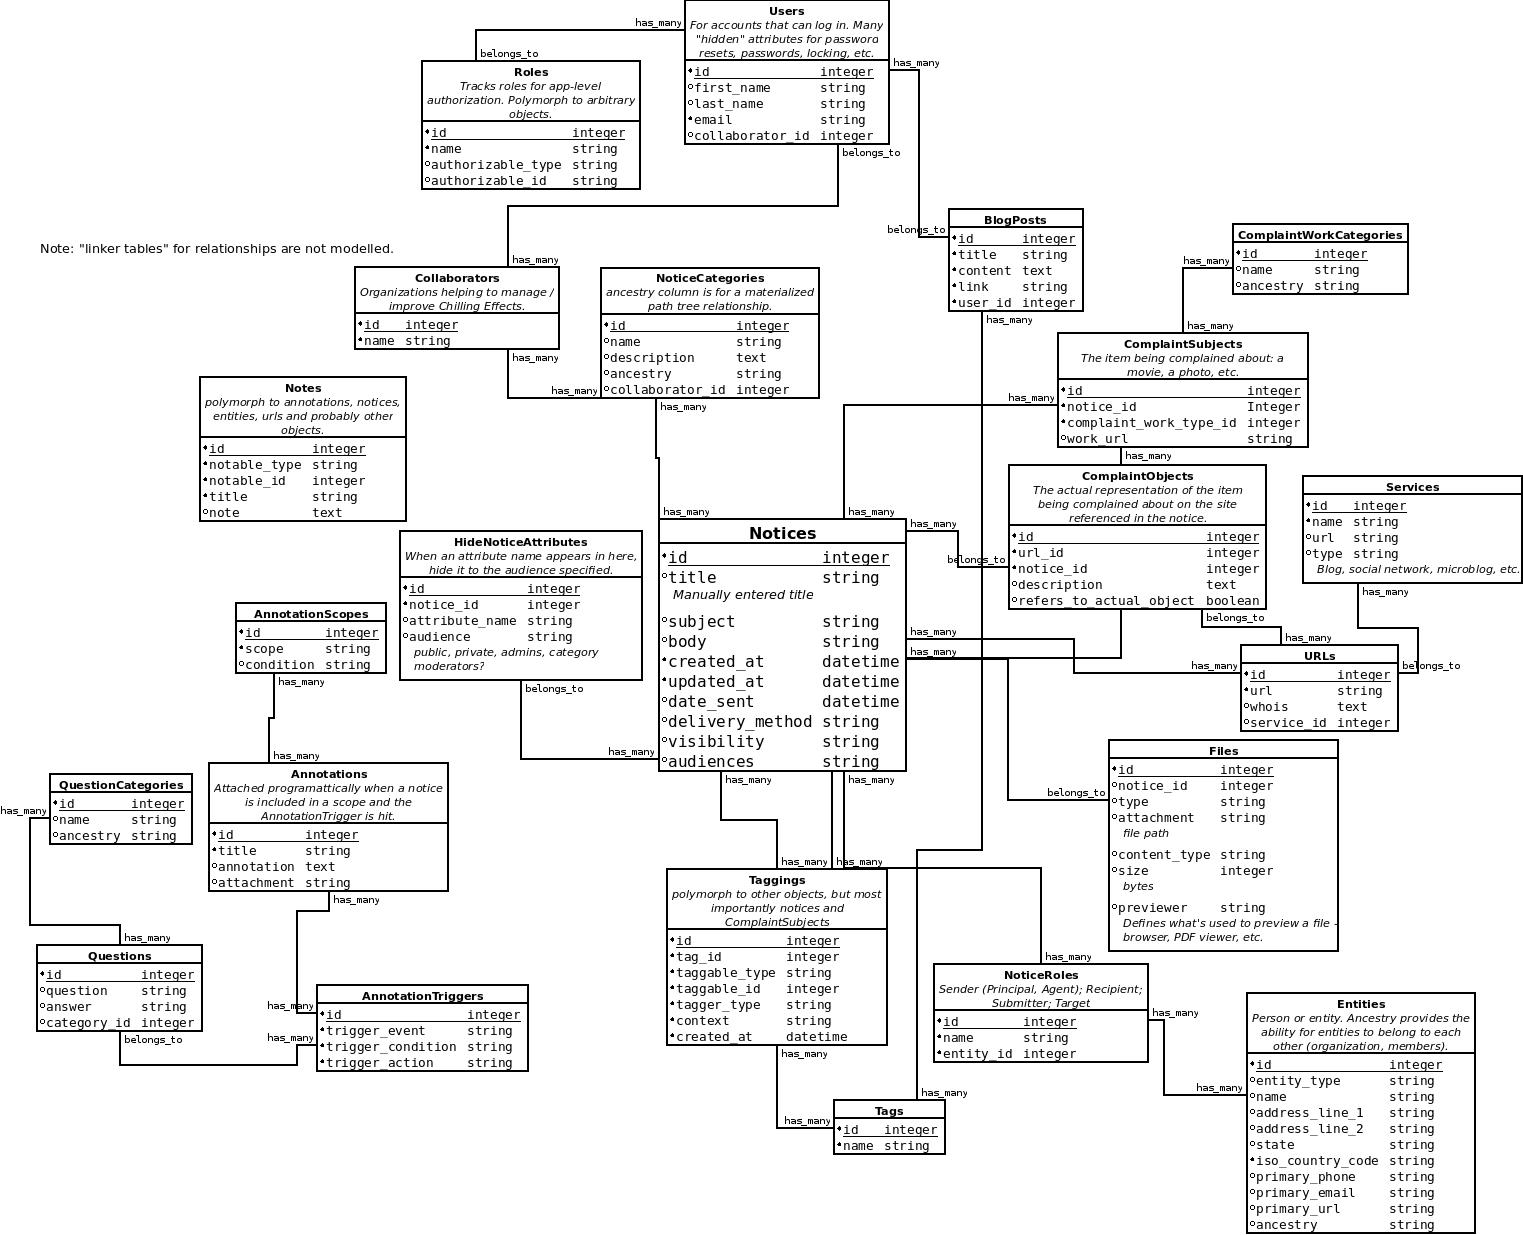 Users
For accounts that can log in. Many
"hidden" attributes for password
resets, passwords, locking, etc.
id integer
first_name string
last_name string
email string
collaborator_id integer
has_many
belongs_to
has_many
belongs_to
Roles
Tracks roles for app-level
authorization. Polymorph to arbitrary
objects.
id integer
name string
authorizable_type string
authorizable_id string
Note: "linker tables" for relationships are not modelled.
belongs_to
BlogPosts
id integer
title string
content text
link string
user_id integer
has_many
ComplaintWorkCategories
id integer
name string
ancestry string
has_many
has_many
has_many
Collaborators
Organizations helping to manage /
improve Chilling Effects.
id integer
name string
has_many
has_many
NoticeCategories
ancestry column is for a materialized
path tree relationship.
id integer
name string
description text
ancestry string
collaborator_id integer
has_many
ComplaintSubjects
The item being complained about: a
movie, a photo, etc.
id integer
notice_id Integer
complaint_work_type_id integer
work_url string
has_many
has_many
Notes
polymorph to annotations, notices,
entities, urls and probably other
objects.
id integer
notable_type string
notable_id integer
title string
note text
ComplaintObjects
The actual representation of the item
being complained about on the site
referenced in the notice.
id integer
url_id integer
notice_id integer
description text
refers_to_actual_object boolean
belongs_to
belongs_to
Services
id integer
name string
url string
type string
Blog, social network, microblog, etc.
has_many
HideNoticeAttributes
When an attribute name appears in here,
hide it to the audience specified.
id integer
notice_id integer
attribute_name string
audience string
public, private, admins, category
moderators?
belongs_to
has_many
has_many
has_many
Notices
id integer
title string
Manually entered title
subject string
body string
created_at datetime
updated_at datetime
date_sent datetime
delivery_method string
visibility string
audiences string
has_many
has_many
has_many
has_many
has_many
has_many
has_many
URLs
id integer
url string
whois text
service_id integer
belongs_to
AnnotationScopes
id integer
scope string
condition string
has_many
has_many
Annotations
Attached programattically when a notice
is included in a scope and the
AnnotationTrigger is hit.
id integer
title string
annotation text
attachment string
has_many
QuestionCategories
id integer
name string
ancestry string
has_many
has_many
Questions
id integer
question string
answer string
category_id integer
belongs_to
has_many
has_many
AnnotationTriggers
id integer
trigger_event string
trigger_condition string
trigger_action string
belongs_to
Files
id integer
notice_id integer
type string
attachment string
file path
content_type string
size integer
bytes
previewer string
Defines what's used to preview a file -
browser, PDF viewer, etc.
has_many
has_many
Taggings
polymorph to other objects, but most
importantly notices and
ComplaintSubjects
id integer
tag_id integer
taggable_type string
taggable_id integer
tagger_type string
context string
created_at datetime
has_many
has_many
NoticeRoles
Sender (Principal, Agent); Recipient;
Submitter; Target
id integer
name string
entity_id integer
has_many
has_many
Entities
Person or entity. Ancestry provides the
ability for entities to belong to each
other (organization, members).
id integer
entity_type string
name string
address_line_1 string
address_line_2 string
state string
iso_country_code string
primary_phone string
primary_email string
primary_url string
ancestry string
has_many
has_many
Tags
id integer
name string